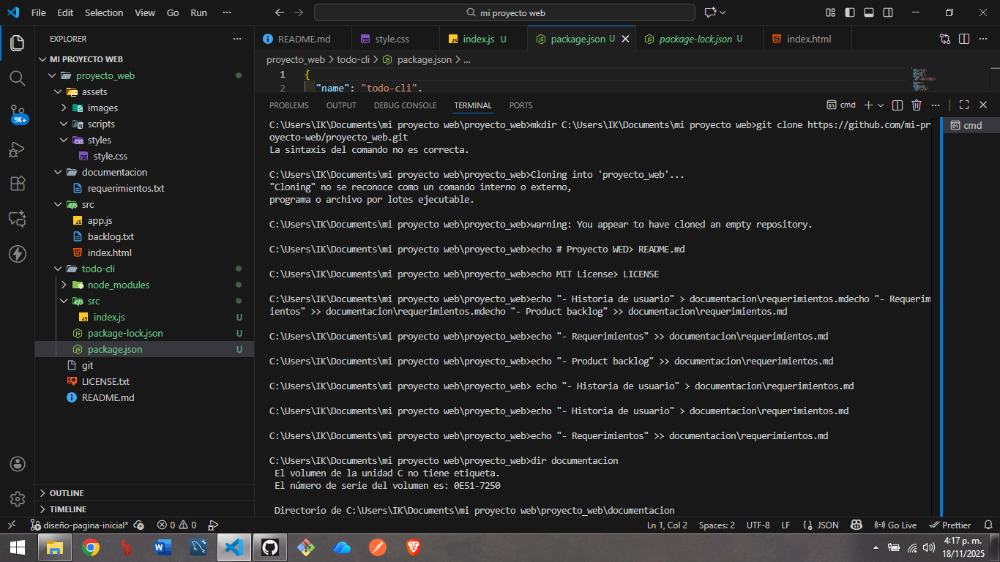 File Edit Selection View Go Run ···
mi proyecto web
EXPLORER
MI PROYECTO WEB
proyecto_web
assets
images
scripts
styles
style.css
documentacion
requerimientos.txt
src
app.js
backlog.txt
index.html
todo-cli
node_modules
src
index.js U
package-lock.json U
package.json U
git
LICENSE.txt
README.md
OUTLINE
TIMELINE
9K+
README.md style.css index.js U package.json U package-lock.json U index.html
proyecto_web > todo-cli > package.json > ...
1 {
2 "name": "todo-cli",
PROBLEMS OUTPUT DEBUG CONSOLE TERMINAL PORTS
cmd
cmd
C:\Users\IK\Documents\mi proyecto web\proyecto_web>mkdir C:\Users\IK\Documents\mi proyecto web>git clone https://github.com/mi-pr
oyecto-web/proyecto_web.git
La sintaxis del comando no es correcta.
C:\Users\IK\Documents\mi proyecto web\proyecto_web>Cloning into 'proyecto_web'...
"Cloning" no se reconoce como un comando interno o externo,
programa o archivo por lotes ejecutable.
C:\Users\IK\Documents\mi proyecto web\proyecto_web>warning: You appear to have cloned an empty repository.
C:\Users\IK\Documents\mi proyecto web\proyecto_web>echo # Proyecto WED> README.md
C:\Users\IK\Documents\mi proyecto web\proyecto_web>echo MIT License> LICENSE
C:\Users\IK\Documents\mi proyecto web\proyecto_web>echo "- Historia de usuario" > documentacion\requerimientos.mdecho "- Requerim
ientos" >> documentacion\requerimientos.mdecho "- Product backlog" >> documentacion\requerimientos.md
C:\Users\IK\Documents\mi proyecto web\proyecto_web>echo "- Requerimientos" >> documentacion\requerimientos.md
C:\Users\IK\Documents\mi proyecto web\proyecto_web>echo "- Product backlog" >> documentacion\requerimientos.md
C:\Users\IK\Documents\mi proyecto web\proyecto_web> echo "- Historia de usuario" > documentacion\requerimientos.md
C:\Users\IK\Documents\mi proyecto web\proyecto_web>echo "- Historia de usuario" > documentacion\requerimientos.md
C:\Users\IK\Documents\mi proyecto web\proyecto_web>echo "- Requerimientos" >> documentacion\requerimientos.md
C:\Users\IK\Documents\mi proyecto web\proyecto_web>dir documentacion
El volumen de la unidad C no tiene etiqueta.
El número de serie del volumen es: 0E51-7250
Directorio de C:\Users\IK\Documents\mi proyecto web\proyecto_web\documentacion
diseño-pagina-inicial* 0 0 Ln 1, Col 2 Spaces: 2 UTF-8 LF {} JSON Go Live Prettier
4:17 p. m.
18/11/2025